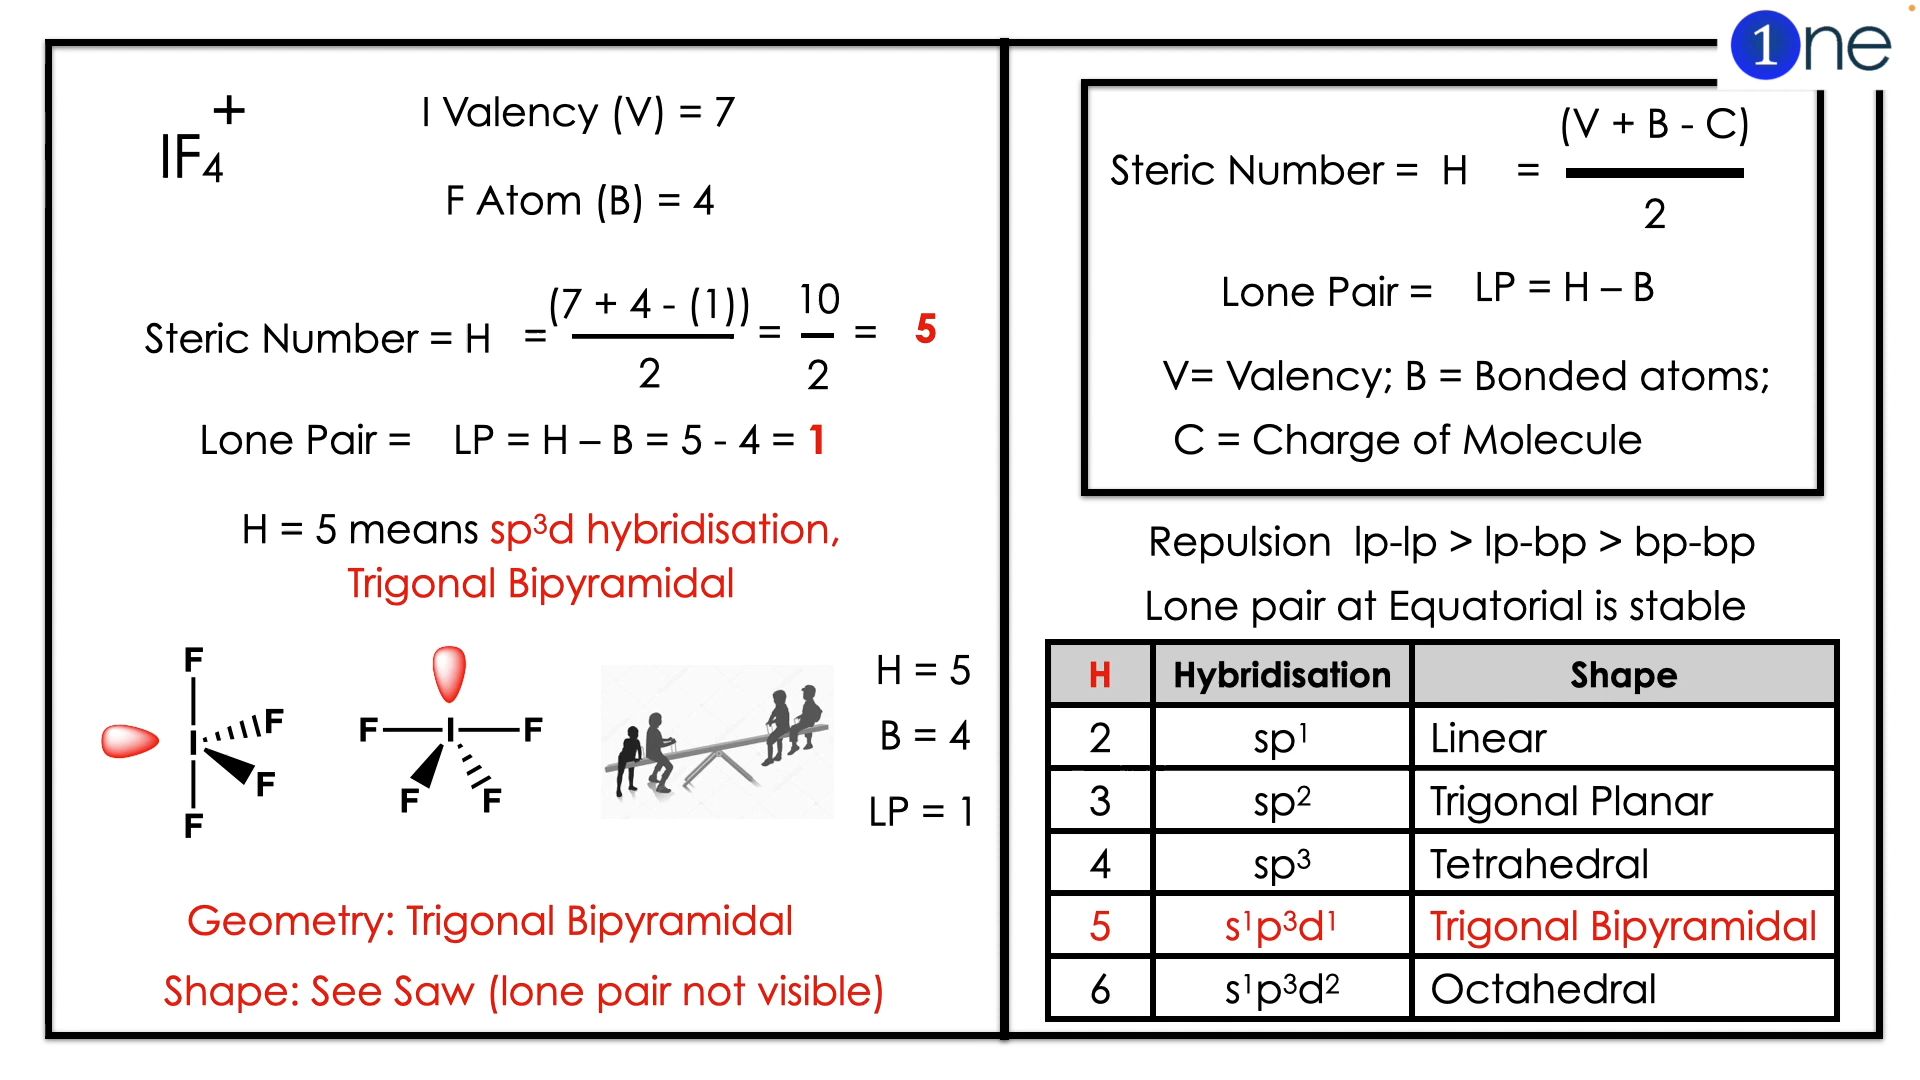 1ne
IF₄⁺
I Valency (V) = 7
F Atom (B) = 4
Steric Number = H = (7 + 4 - (1)) / 2 = 10 / 2 = 5
Lone Pair = LP = H – B = 5 - 4 = 1
H = 5 means sp³d hybridisation,
Trigonal Bipyramidal
F
I
F
F
F
F
I
F
F
F
H = 5
B = 4
LP = 1
Geometry: Trigonal Bipyramidal
Shape: See Saw (lone pair not visible)
Steric Number = H = (V + B - C) / 2
Lone Pair = LP = H – B
V= Valency; B = Bonded atoms;
C = Charge of Molecule
Repulsion lp-lp > lp-bp > bp-bp
Lone pair at Equatorial is stable
H Hybridisation Shape
2 sp¹ Linear
3 sp² Trigonal Planar
4 sp³ Tetrahedral
5 s¹p³d¹ Trigonal Bipyramidal
6 s¹p³d² Octahedral